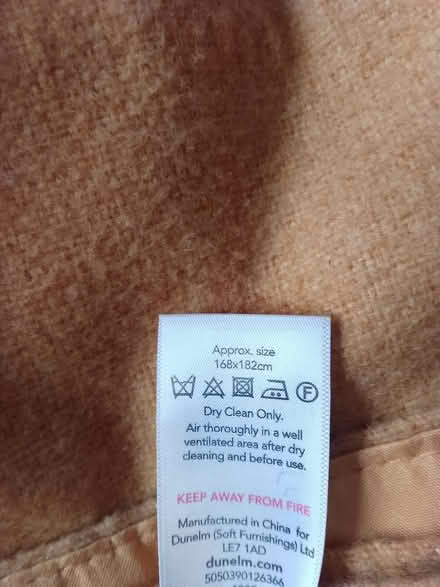 Approx. size
168x182cm
F
Dry Clean Only.
Air thoroughly in a well
ventilated area after dry
cleaning and before use.
KEEP AWAY FROM FIRE
Manufactured in China for
Dunelm (Soft Furnishings) Ltd
LE7 1AD
dunelm.com
5050390126366